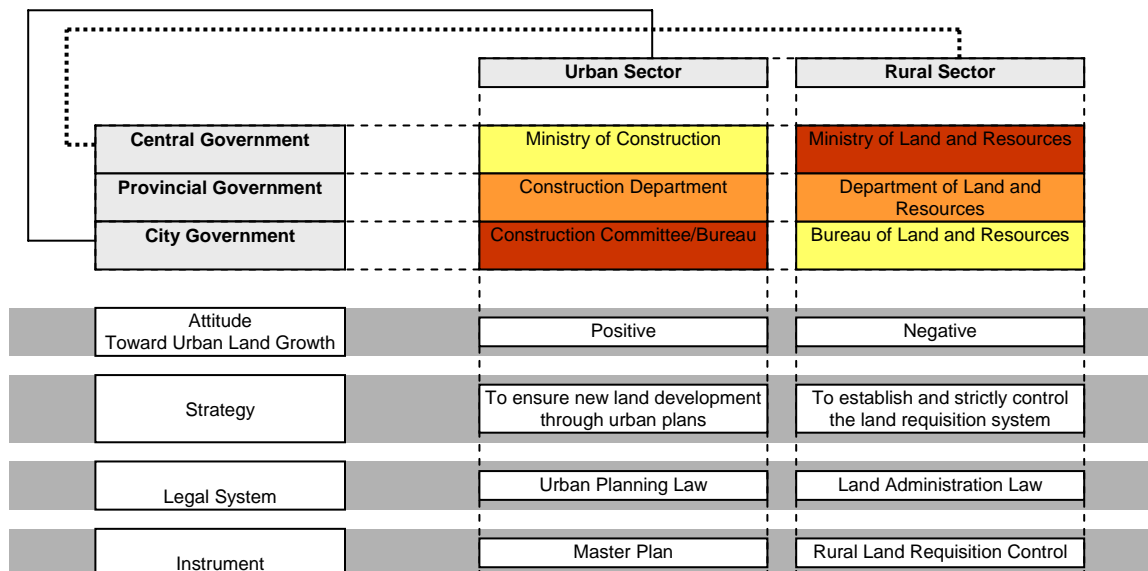 Urban Sector
Rural Sector
Central Government
Ministry of Construction
Ministry of Land and Resources
Provincial Government
Construction Department
Department of Land and
Resources
City Government
Construction Committee/Bureau
Bureau of Land and Resources
Attitude
Toward Urban Land Growth
Positive
Negative
Strategy
To ensure new land development
through urban plans
To establish and strictly control
the land requisition system
Legal System
Urban Planning Law
Land Administration Law
Instrument
Master Plan
Rural Land Requisition Control